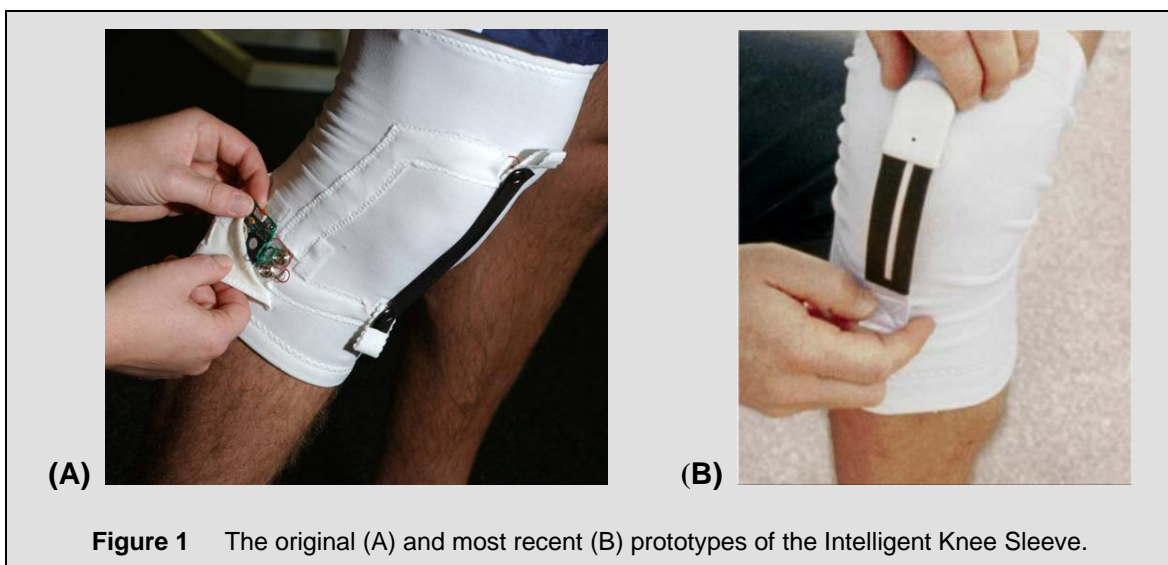 (A)
(B)
Figure 1 The original (A) and most recent (B) prototypes of the Intelligent Knee Sleeve.